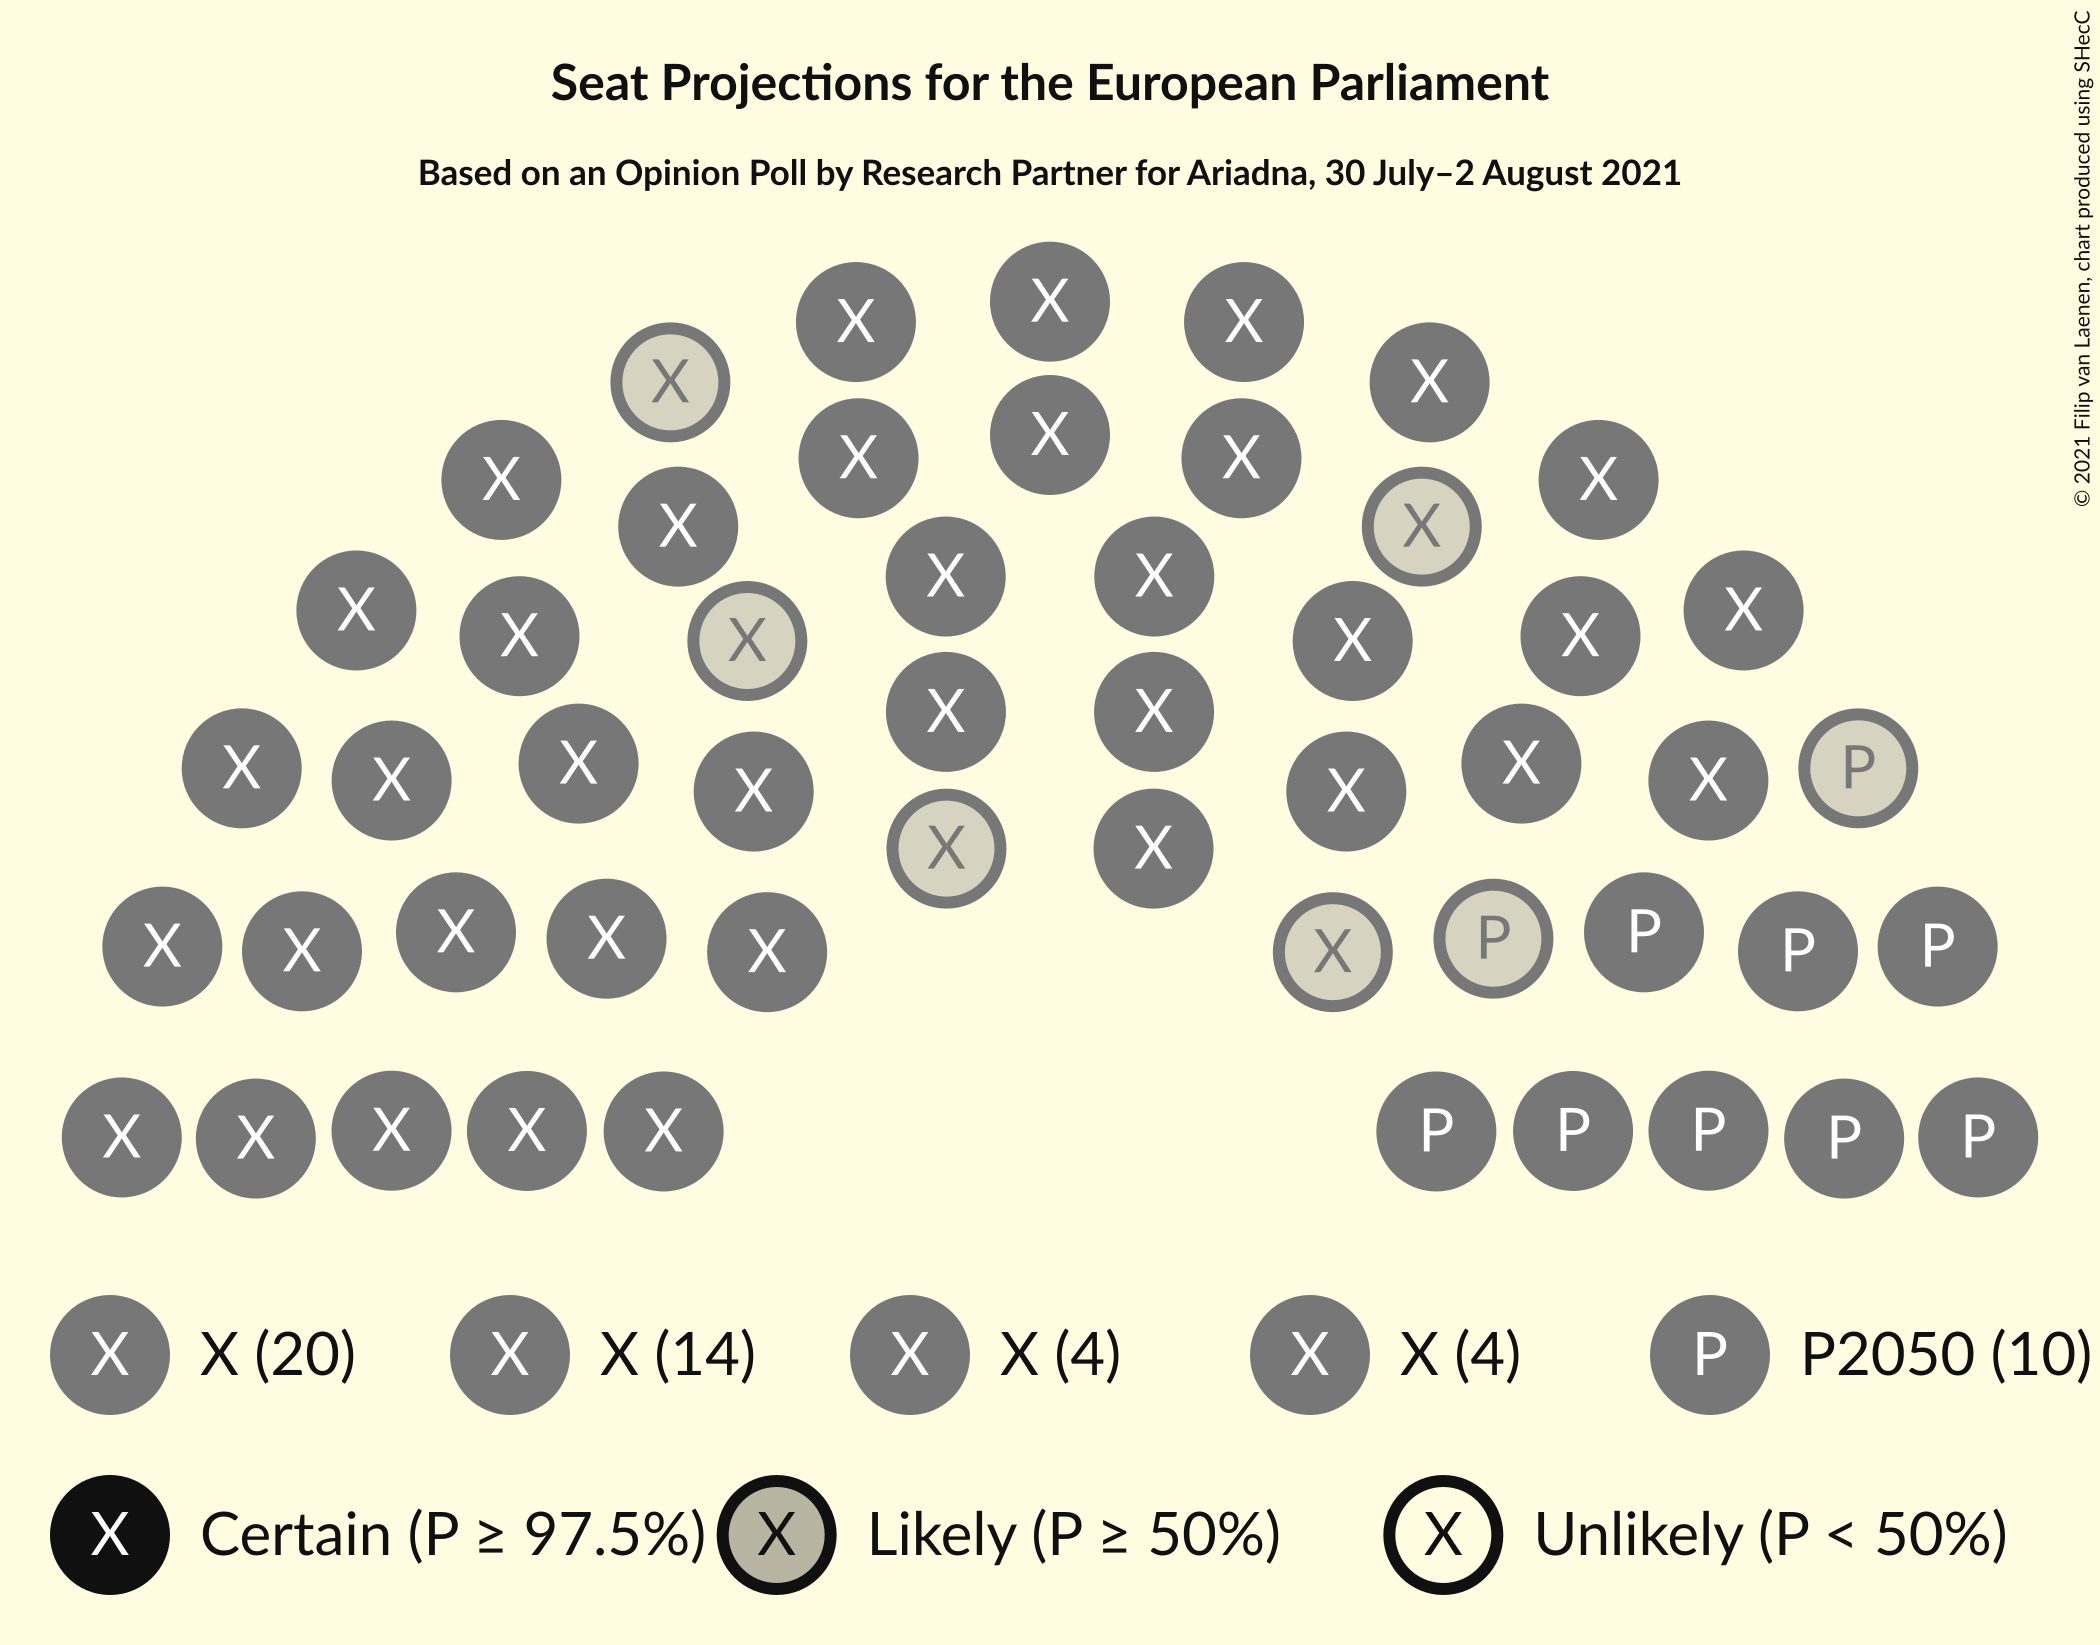 Seat Projections for the European Parliament
Based on an Opinion Poll by Research Partner for Ariadna, 30 July–2 August 2021
© 2021 Filip van Laenen, chart produced using SHecC
X
X X
X X
X
X X X
X X
X X
X X
X X
X X
X X
X X
X X P
X X X X
X X
X X
X X P P
X X X X P P
X X X P P
X X X X X P P P P P
X X (20) X X (14) X X (4) X X (4) P P2050 (10)
X Certain (P ≥ 97.5%) X Likely (P ≥ 50%) X Unlikely (P < 50%)